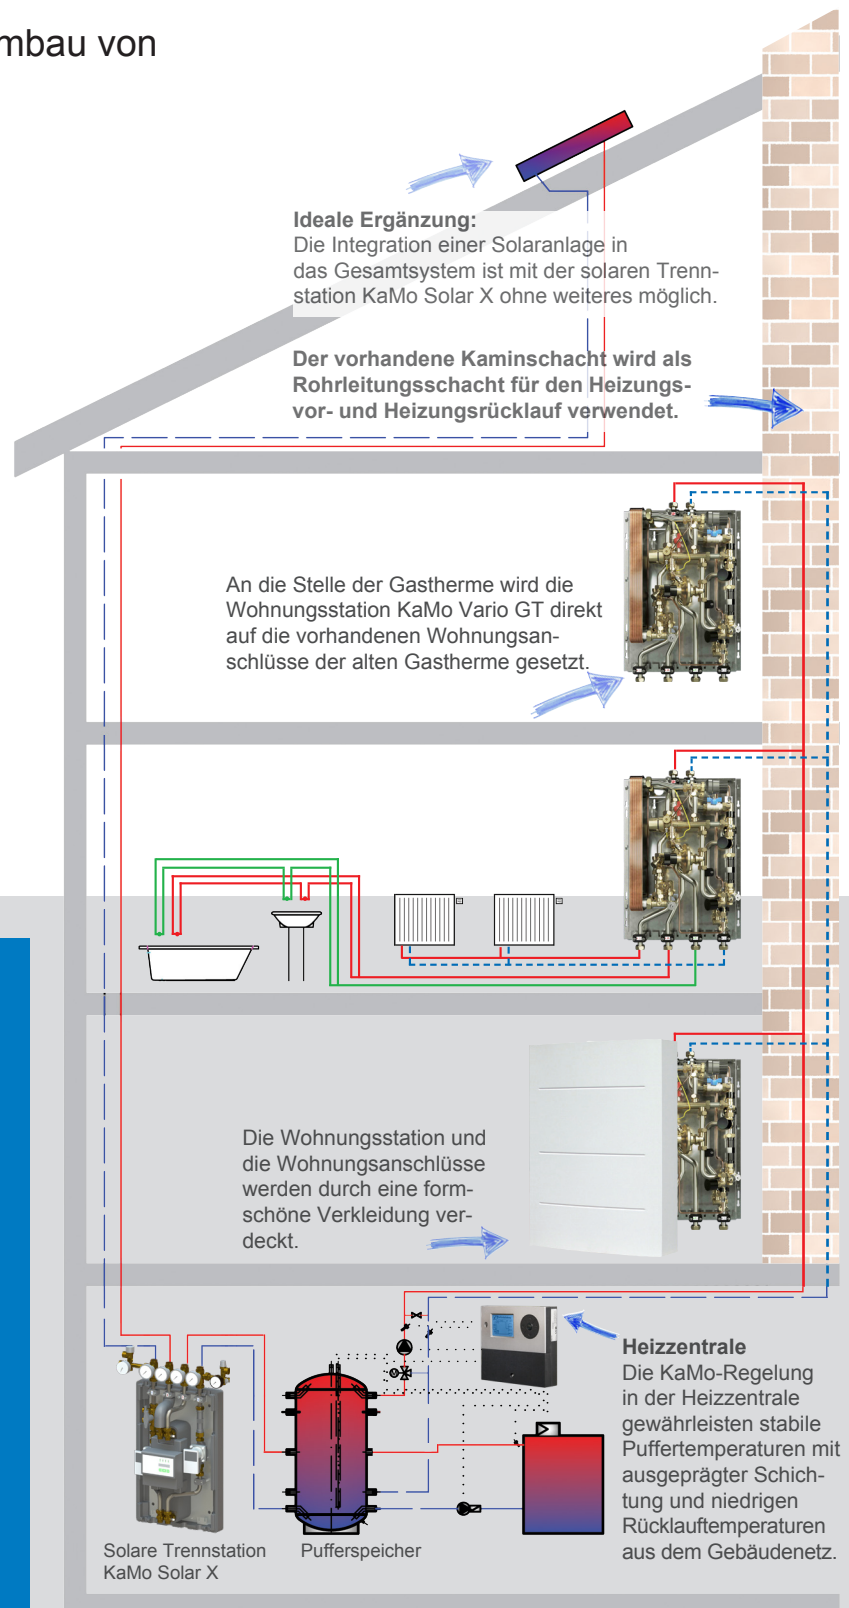 mbau von
Ideale Ergänzung:
Die Integration einer Solaranlage in
das Gesamtsystem ist mit der solaren Trenn-
station KaMo Solar X ohne weiteres möglich.
Der vorhandene Kaminschacht wird als
Rohrleitungsschacht für den Heizungs-
vor- und Heizungsrücklauf verwendet.
An die Stelle der Gastherme wird die
Wohnungsstation KaMo Vario GT direkt
auf die vorhandenen Wohnungsan-
schlüsse der alten Gastherme gesetzt.
Die Wohnungsstation und
die Wohnungsanschlüsse
werden durch eine form-
schöne Verkleidung ver-
deckt.
Heizzentrale
Die KaMo-Regelung
in der Heizzentrale
gewährleisten stabile
Puffertemperaturen mit
ausgeprägter Schich-
tung und niedrigen
Rücklauftemperaturen
aus dem Gebäudenetz.
Solare Trennstation
KaMo Solar X
Pufferspeicher